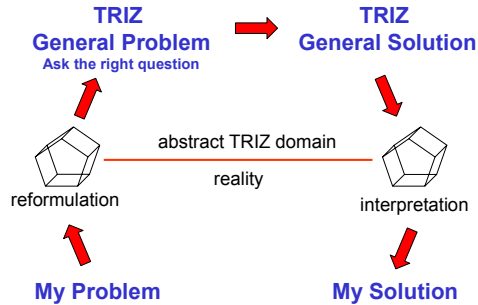 TRIZ
General Problem
Ask the right question
TRIZ
General Solution
abstract TRIZ domain
reality
reformulation
interpretation
My Problem
My Solution